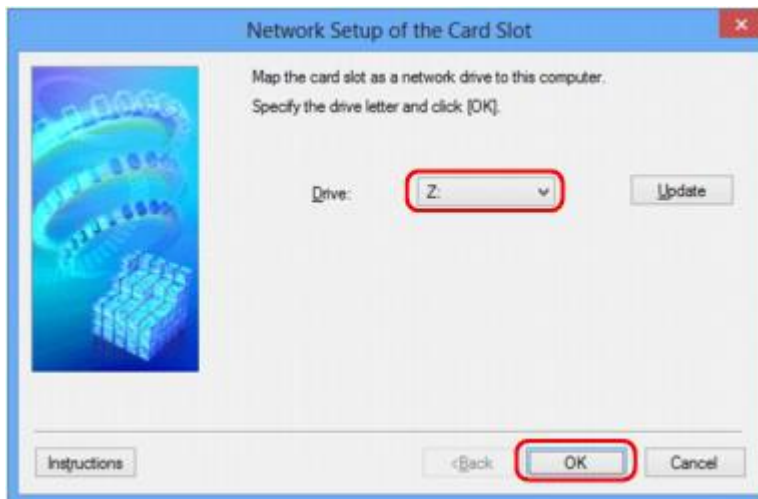 Network Setup of the Card Slot
Map the card slot as a network drive to this computer.
Specify the drive letter and click [OK].
Drive: Z: Update
Instructions <Back OK Cancel